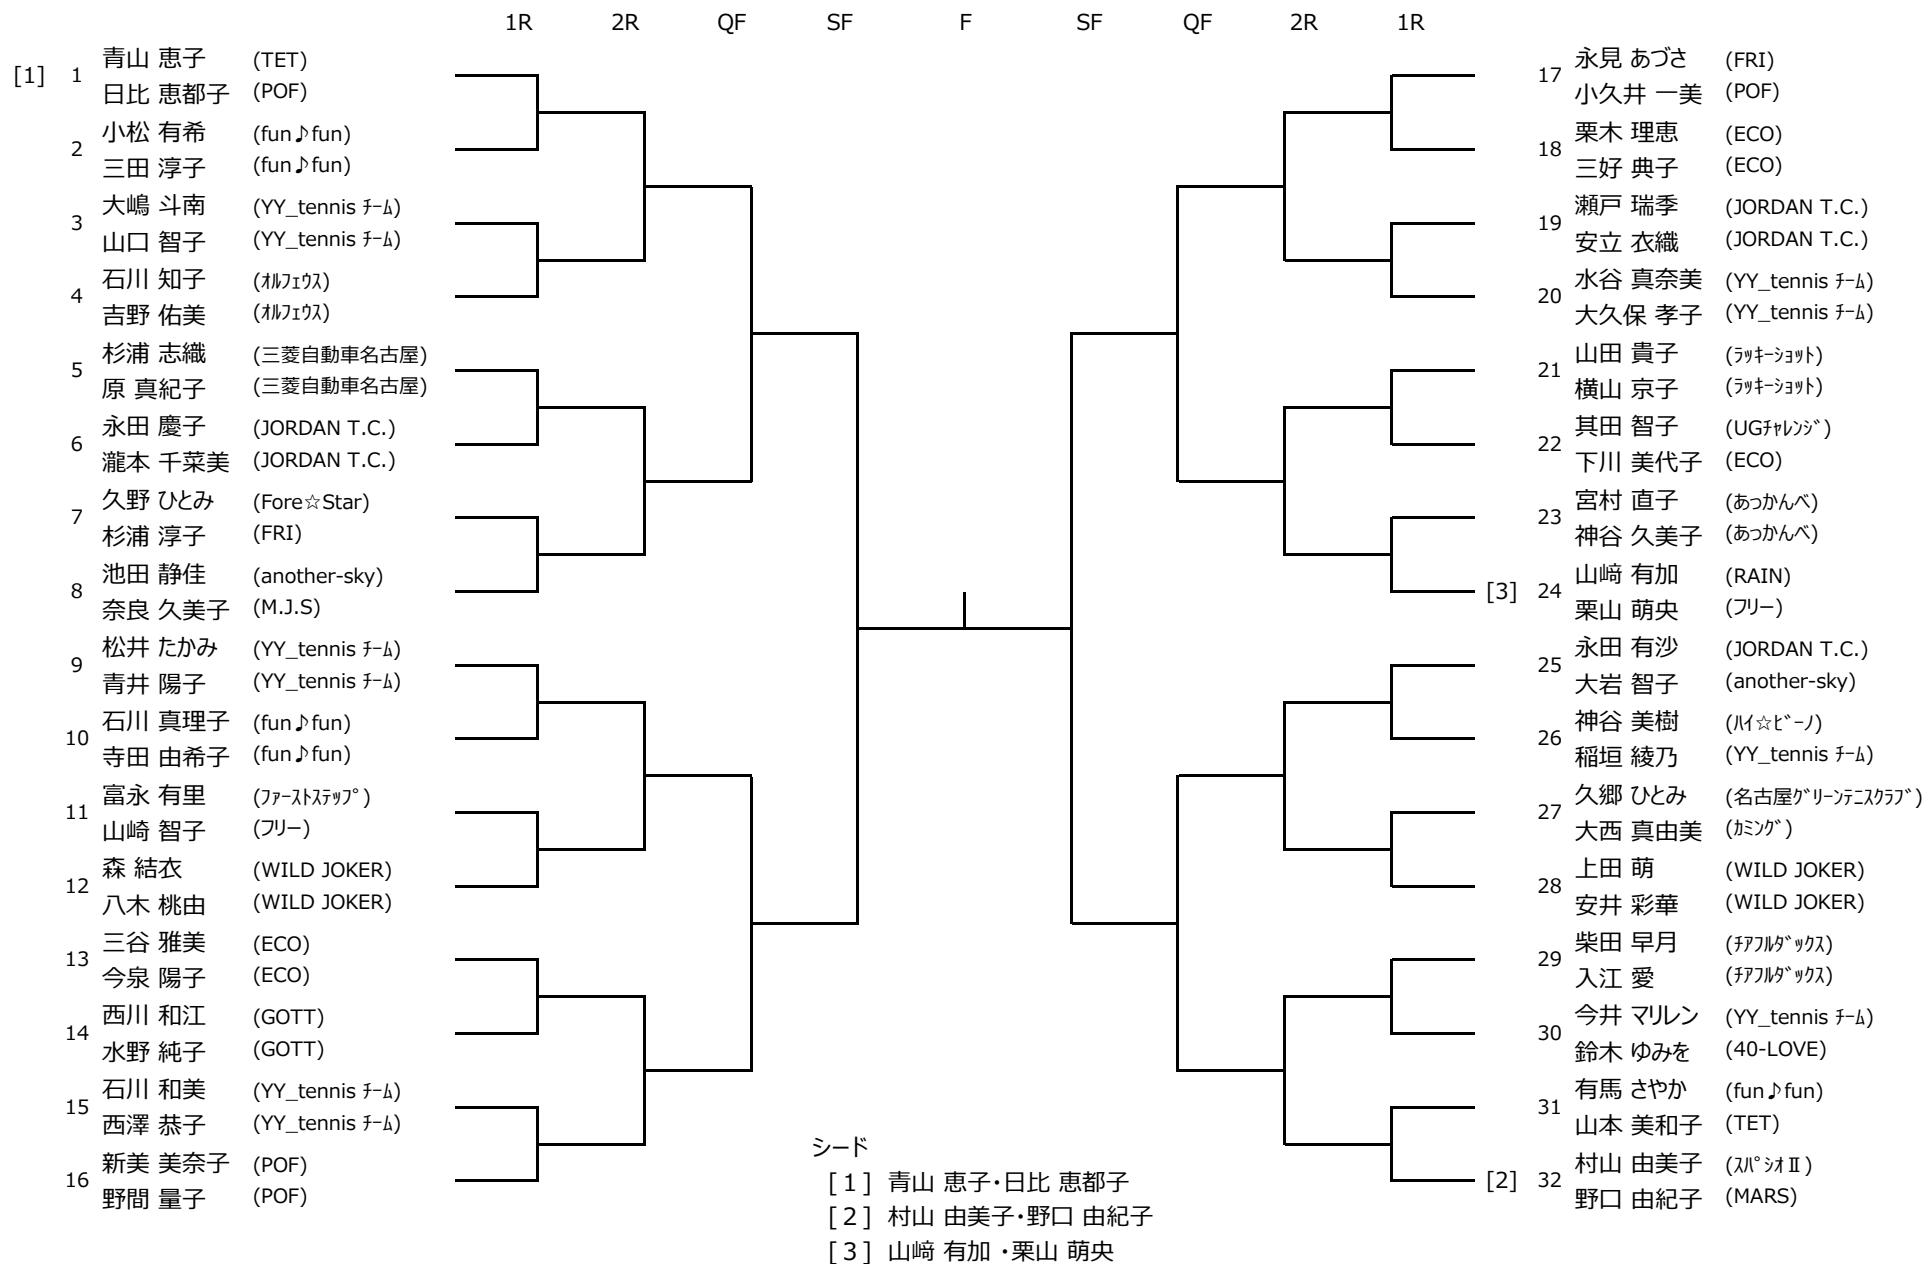 1R 2R QF SF F SF QF 2R 1R
[1] 1 青山 恵子 (TET)
日比 恵都子 (POF)
2 小松 有希 (fun♪fun)
三田 淳子 (fun♪fun)
3 大嶋 斗南 (YY_tennis ﾁｰﾑ)
山口 智子 (YY_tennis ﾁｰﾑ)
4 石川 知子 (ｵﾙﾌｪｳｽ)
吉野 佑美 (ｵﾙﾌｪｳｽ)
5 杉浦 志織 (三菱自動車名古屋)
原 真紀子 (三菱自動車名古屋)
6 永田 慶子 (JORDAN T.C.)
瀧本 千菜美 (JORDAN T.C.)
7 久野 ひとみ (Fore☆Star)
杉浦 淳子 (FRI)
8 池田 静佳 (another-sky)
奈良 久美子 (M.J.S)
9 松井 たかみ (YY_tennis ﾁｰﾑ)
青井 陽子 (YY_tennis ﾁｰﾑ)
10 石川 真理子 (fun♪fun)
寺田 由希子 (fun♪fun)
11 富永 有里 (ﾌｧｰｽﾄｽﾃｯﾌﾟ)
山崎 智子 (フリー)
12 森 結衣 (WILD JOKER)
八木 桃由 (WILD JOKER)
13 三谷 雅美 (ECO)
今泉 陽子 (ECO)
14 西川 和江 (GOTT)
水野 純子 (GOTT)
15 石川 和美 (YY_tennis ﾁｰﾑ)
西澤 恭子 (YY_tennis ﾁｰﾑ)
16 新美 美奈子 (POF)
野間 量子 (POF)
17 永見 あづさ (FRI)
小久井 一美 (POF)
18 栗木 理恵 (ECO)
三好 典子 (ECO)
19 瀬戸 瑞季 (JORDAN T.C.)
安立 衣織 (JORDAN T.C.)
20 水谷 真奈美 (YY_tennis ﾁｰﾑ)
大久保 孝子 (YY_tennis ﾁｰﾑ)
21 山田 貴子 (ﾗｯｷｰｼｮｯﾄ)
横山 京子 (ﾗｯｷｰｼｮｯﾄ)
22 其田 智子 (UGﾁｬﾚﾝｼﾞ)
下川 美代子 (ECO)
23 宮村 直子 (あっかんべ)
神谷 久美子 (あっかんべ)
[3] 24 山﨑 有加 (RAIN)
栗山 萌央 (フリー)
25 永田 有沙 (JORDAN T.C.)
大岩 智子 (another-sky)
26 神谷 美樹 (ﾊｲ☆ﾋﾞｰﾉ)
稲垣 綾乃 (YY_tennis ﾁｰﾑ)
27 久郷 ひとみ (名古屋ｸﾞﾘｰﾝﾃﾆｽｸﾗﾌﾞ)
大西 真由美 (ｶﾐﾝｸﾞ)
28 上田 萌 (WILD JOKER)
安井 彩華 (WILD JOKER)
29 柴田 早月 (ﾁｱﾌﾙﾀﾞｯｸｽ)
入江 愛 (ﾁｱﾌﾙﾀﾞｯｸｽ)
30 今井 マリレン (YY_tennis ﾁｰﾑ)
鈴木 ゆみを (40-LOVE)
31 有馬 さやか (fun♪fun)
山本 美和子 (TET)
[2] 32 村山 由美子 (ｽﾊﾟｼｵⅡ)
野口 由紀子 (MARS)
シード
[1] 青山 恵子・日比 恵都子
[2] 村山 由美子・野口 由紀子
[3] 山﨑 有加 ・栗山 萌央